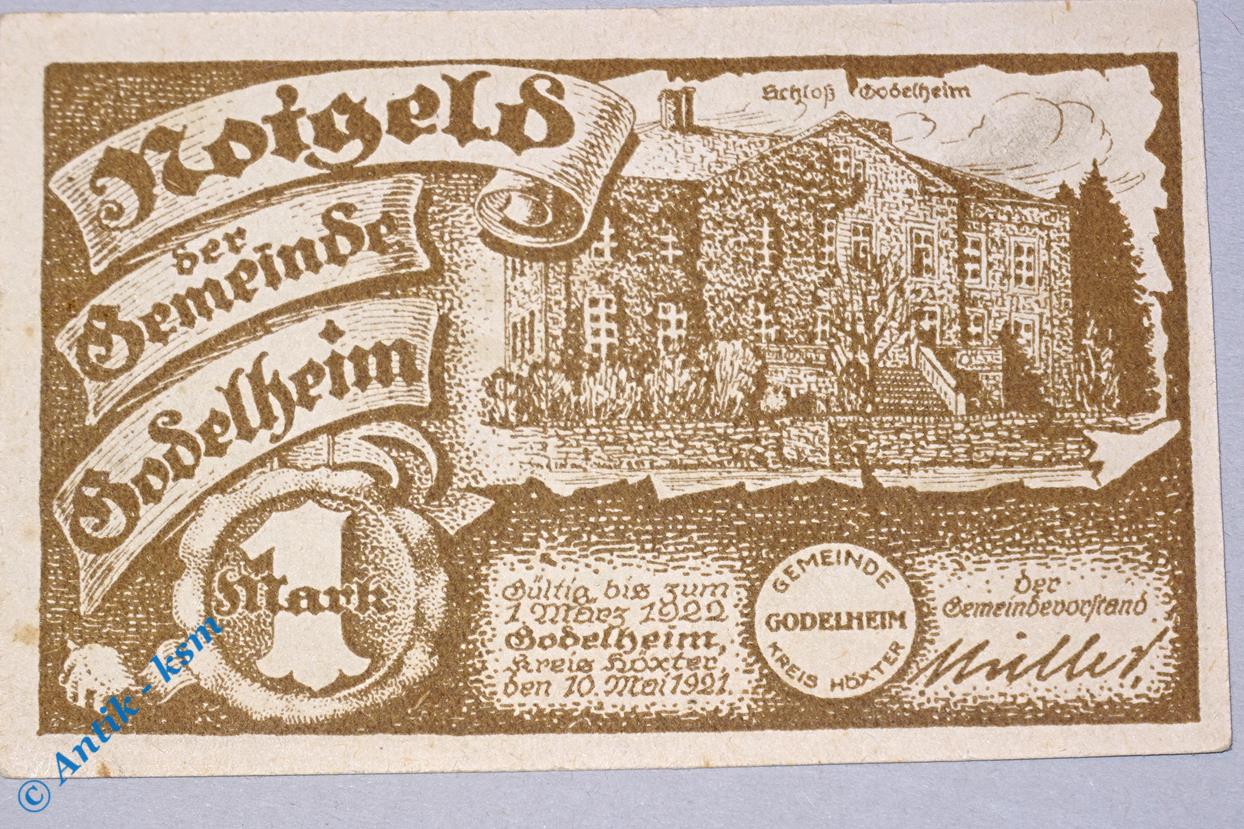 Notgeld
der
Gemeinde
Godelheim
Schloß Godelheim
1
Mark
Gültig bis zum
1 März 1922
Godelheim,
Kreis Höxter,
den 10. Mai 1921.
GEMEINDE
GODELHEIM
KREIS HÖXTER
der
Gemeindevorstand
Müller,
© Antik - ksm